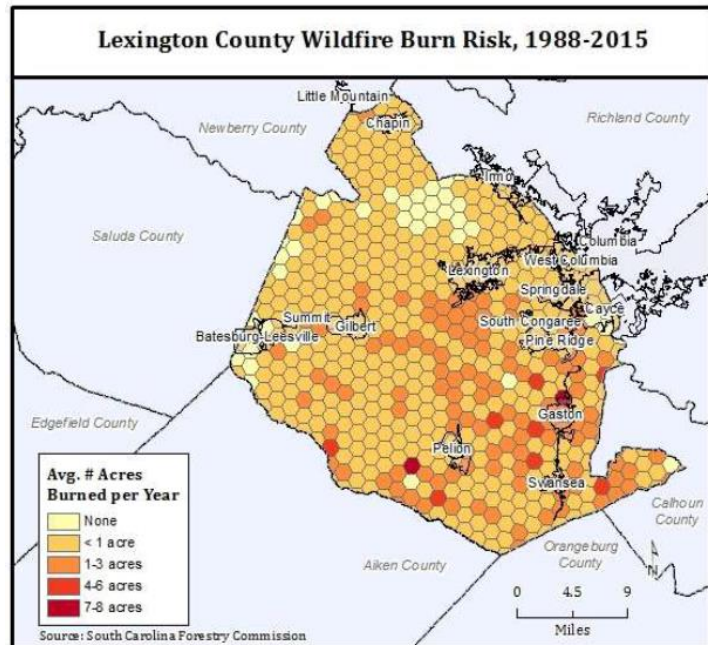 Lexington County Wildfire Burn Risk, 1988-2015
Little Mountain
Chapin
Newberry County
Richland County
Irmo
Saluda County
Columbia
West Columbia
Lexington
Springdale
Cayce
Summit
Gilbert
South Congaree
Batesburg-Leesville
Pine Ridge
Edgefield County
Gaston
Pelion
Swansea
Calhoun
County
Orangeburg
County
Aiken County
N
Avg. # Acres
Burned per Year
None
< 1 acre
1-3 acres
4-6 acres
7-8 acres
0 4.5 9
Miles
Source: South Carolina Forestry Commission